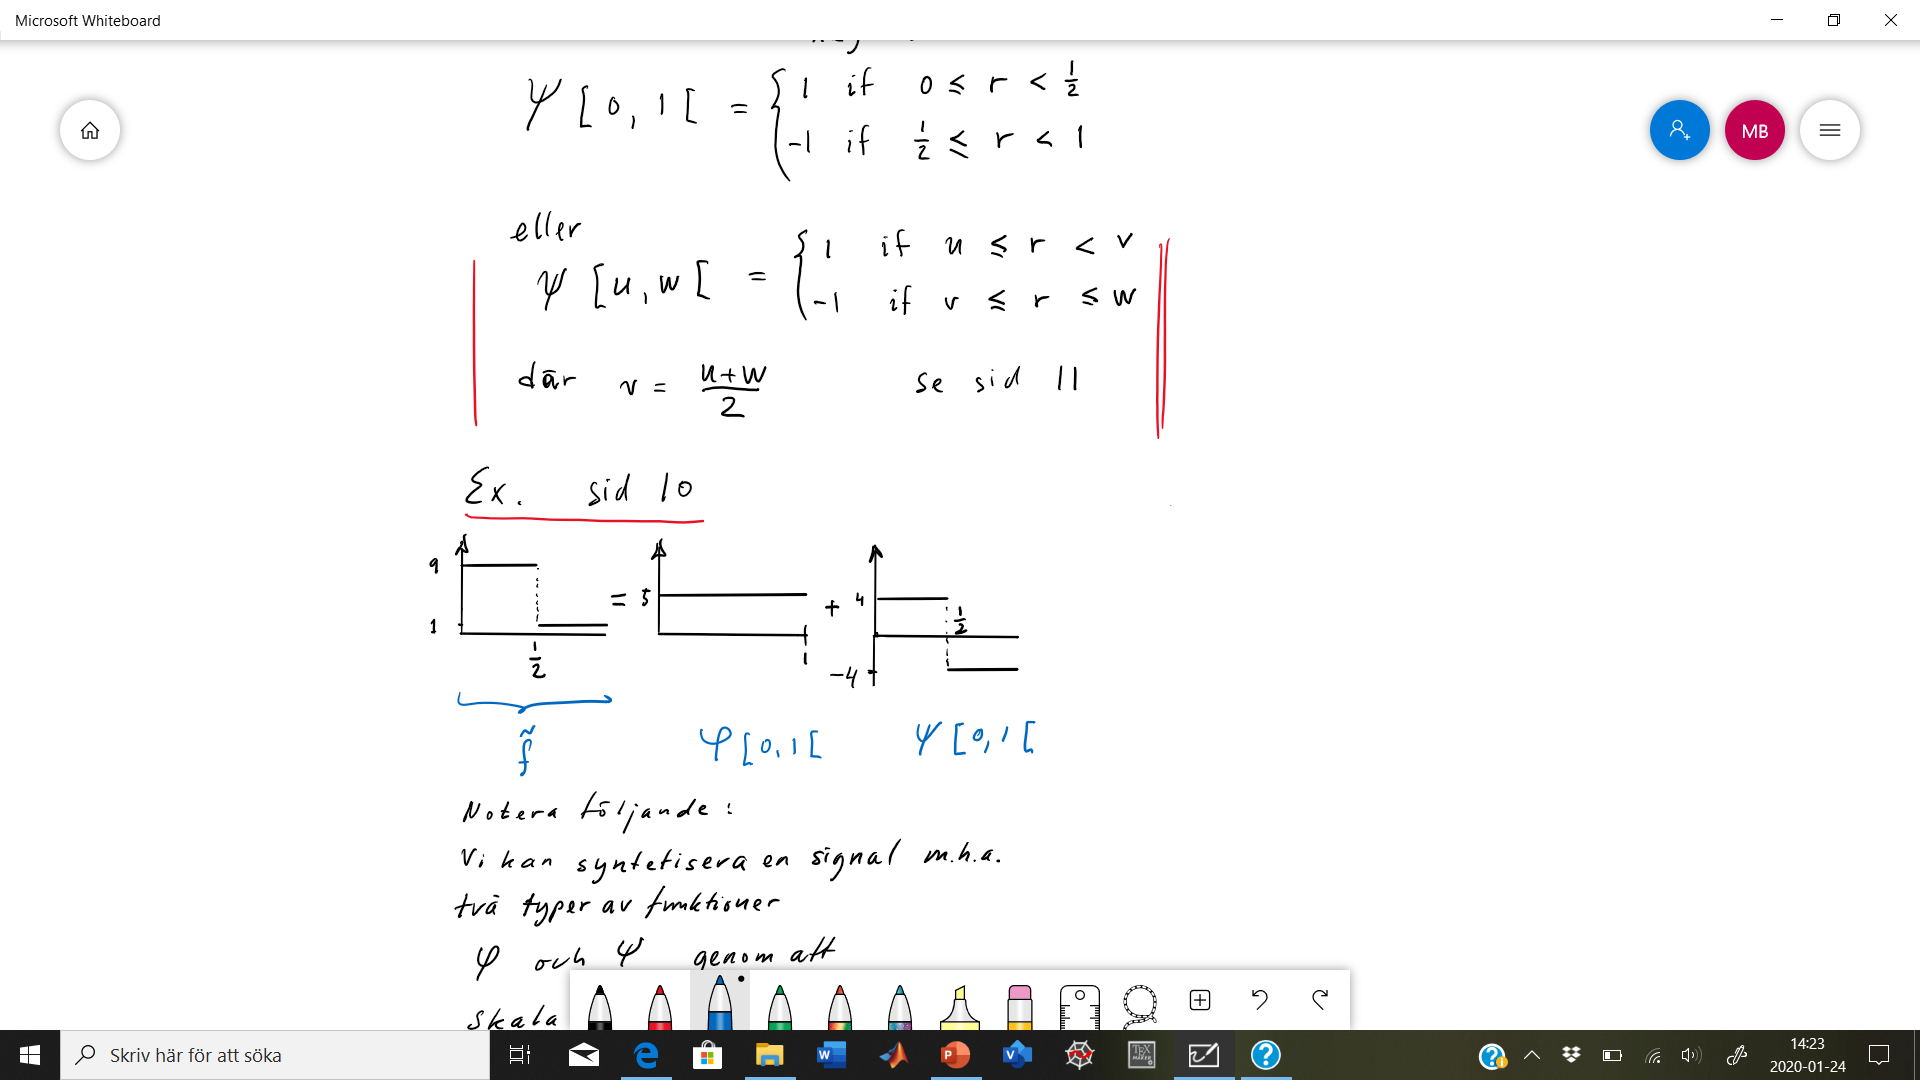 Microsoft Whiteboard
MB
ψ [0, 1[ = { 1 if 0 ≤ r < 1/2
-1 if 1/2 ≤ r < 1
eller
ψ [u, w[ = { 1 if u ≤ r < v
-1 if v ≤ r ≤ w
där v = u+w/2 se sid 11
Ex. sid 10
9
1
1/2
= 5
1
+ 4
1/2
-4
f̃
φ [0, 1[
ψ [0, 1[
Notera följande:
Vi kan syntetisera en signal m.h.a.
två typer av funktioner
φ och ψ genom att
skala
Skriv här för att söka
14:23
2020-01-24